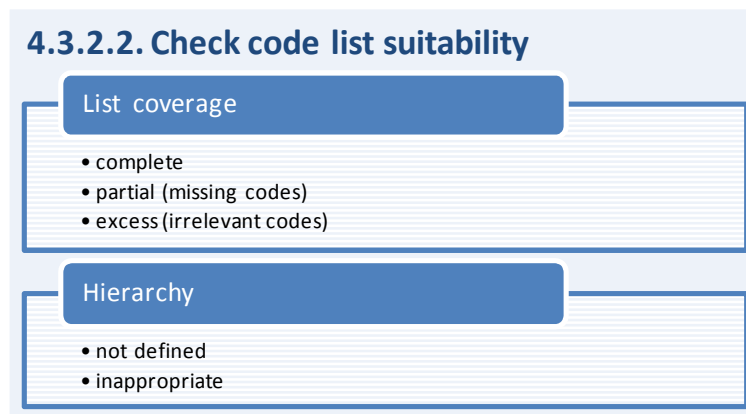 4.3.2.2. Check code list suitability
List coverage
• complete
• partial (missing codes)
• excess (irrelevant codes)
Hierarchy
• not defined
• inappropriate